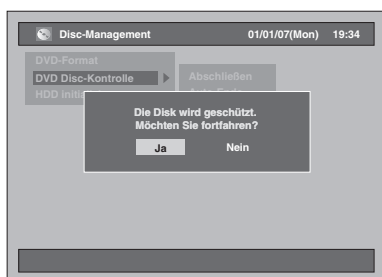 Disc-Management 01/01/07(Mon) 19:34
DVD-Format
DVD Disc-Kontrolle
Abschließen
HDD
Die Disk wird geschützt.
Möchten Sie fortfahren?
Ja Nein